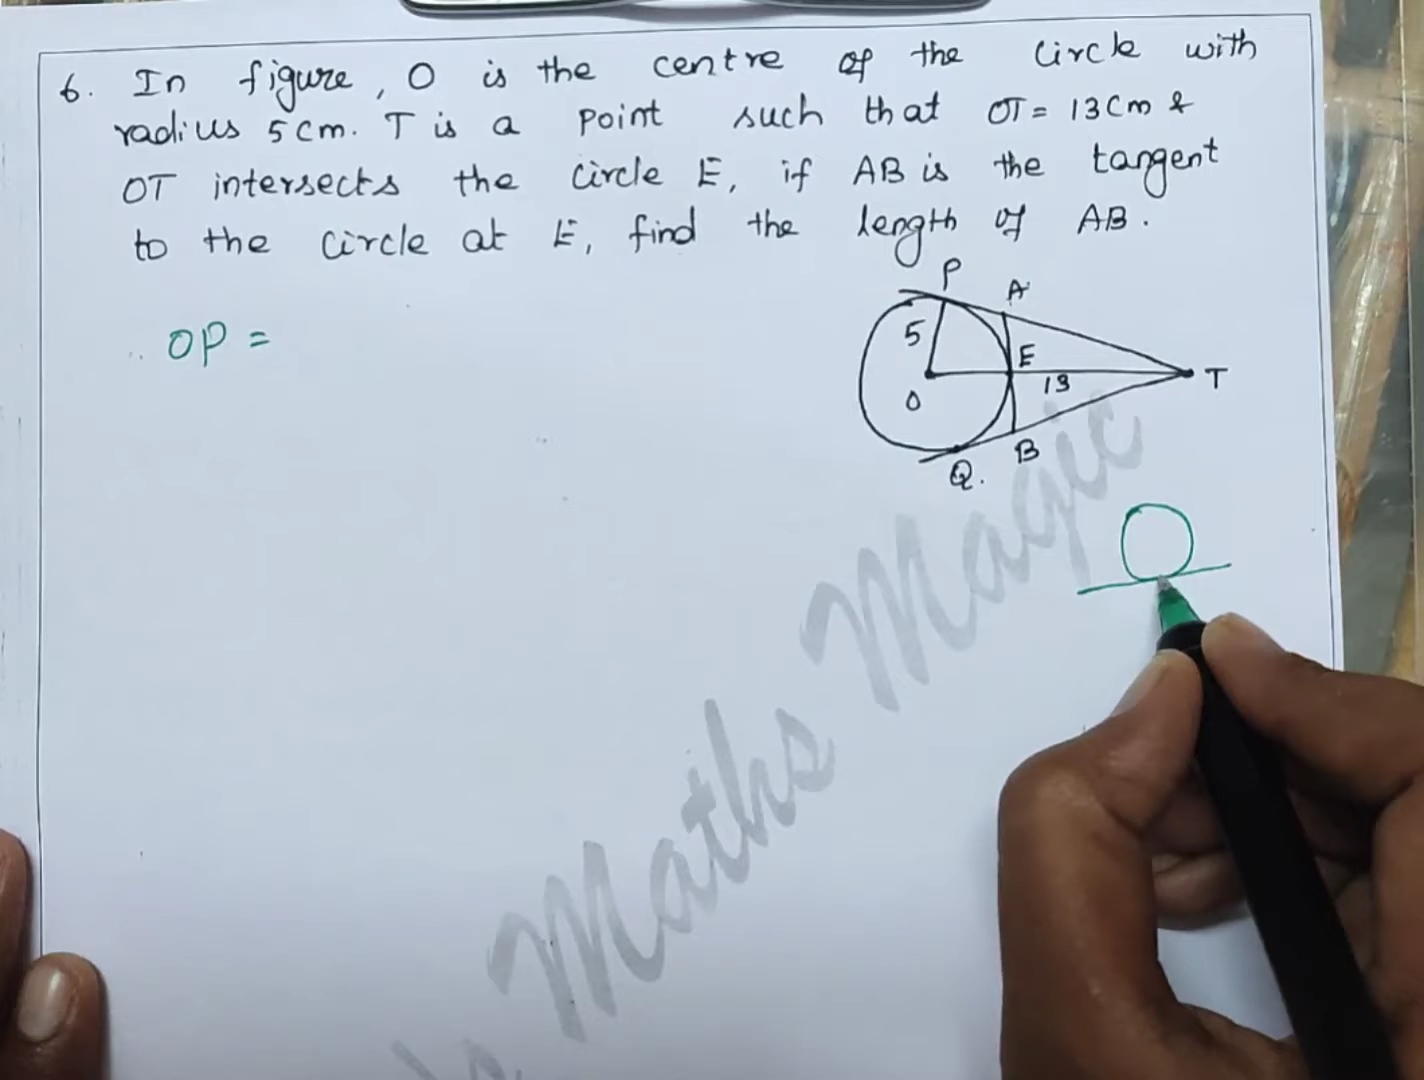 6. In figure, O is the centre of the circle with
radius 5 cm. T is a point such that OT = 13 cm &
OT intersects the circle E, if AB is the tangent
to the circle at E, find the length of AB.
P
A
5
OP =
E
13
T
O
B
Q.
Maths Magic